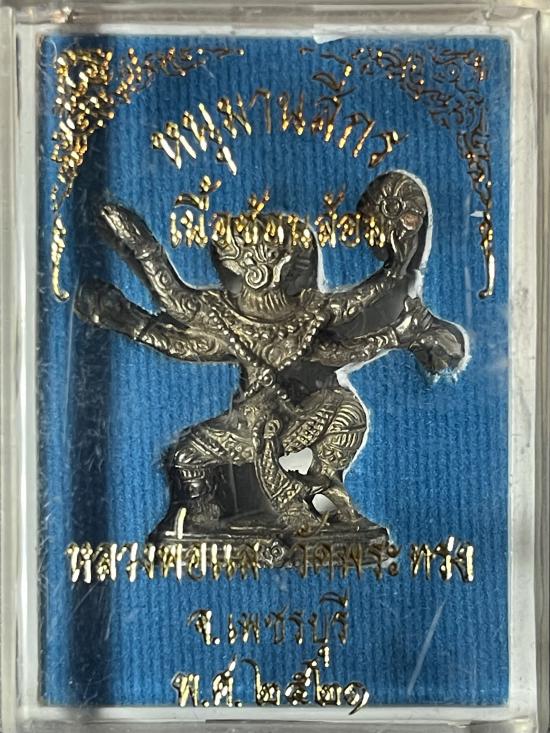 หนุมานสี่กร
เนื้อช้อนส้อม
หลวงพ่อแล วัดพระทรง
จ.เพชรบุรี
พ.ศ.๒๕๒๑